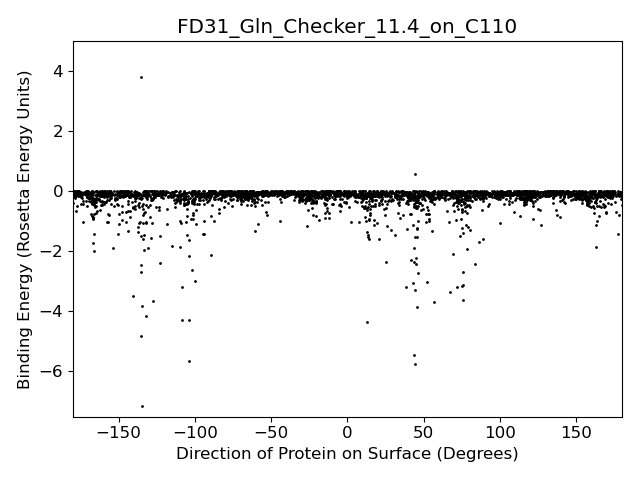 FD31_Gln_Checker_11.4_on_C110
Binding Energy (Rosetta Energy Units)
4
2
0
−2
−4
−6
−150 −100 −50 0 50 100 150
Direction of Protein on Surface (Degrees)